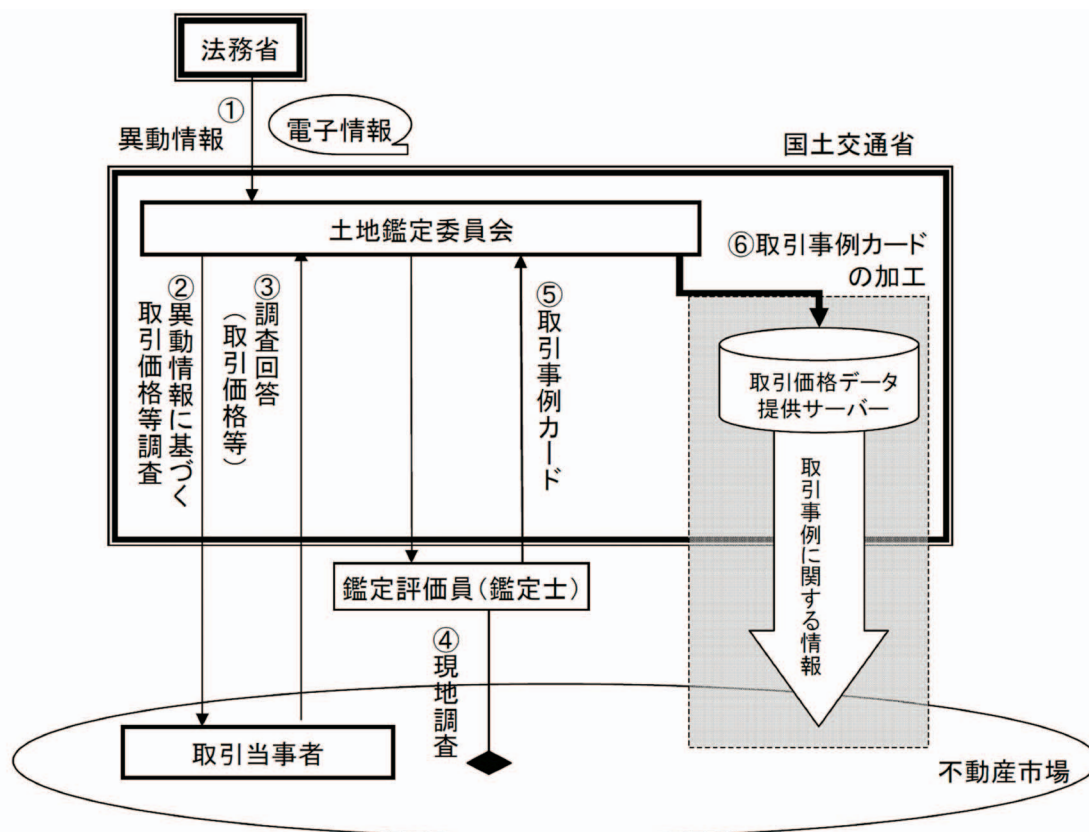 法務省
①
異動情報
電子情報
国土交通省
土地鑑定委員会
②異動情報に基づく
取引価格等調査
③調査回答
（取引価格等）
⑤取引事例カード
⑥取引事例カード
の加工
取引価格データ
提供サーバー
取引事例に関する情報
鑑定評価員（鑑定士）
④現地調査
取引当事者
不動産市場